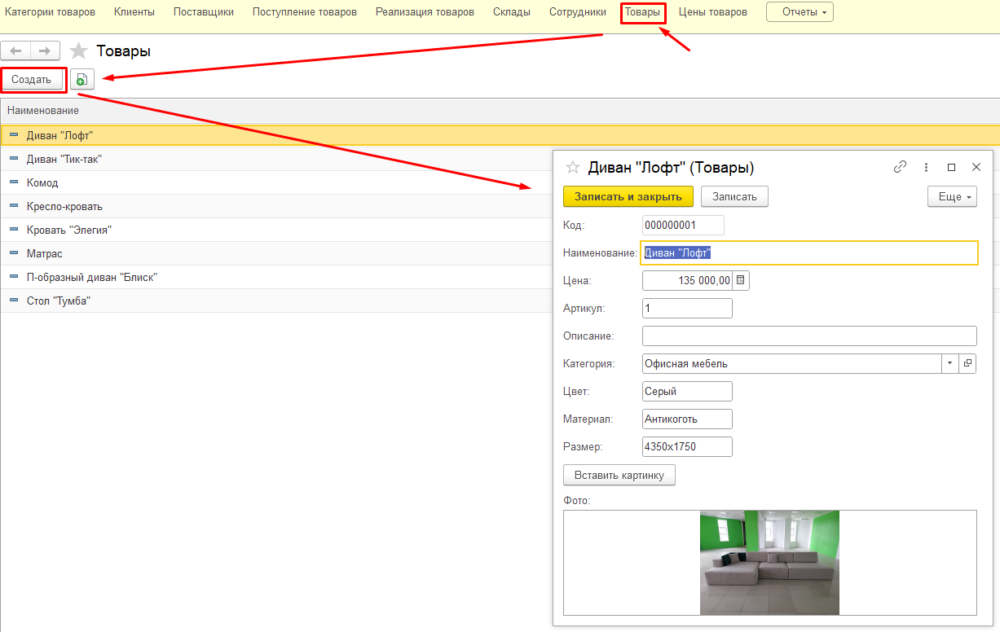 Категории товаров Клиенты Поставщики Поступление товаров Реализация товаров Склады Сотрудники Товары Цены товаров Отчеты
Товары
Создать
Наименование
Диван "Лофт"
Диван "Тик-так"
Комод
Кресло-кровать
Кровать "Элегия"
Матрас
П-образный диван "Блиск"
Стол "Тумба"
Диван "Лофт" (Товары)
Записать и закрыть Записать Еще
Код: 000000001
Наименование: Диван "Лофт"
Цена: 135 000,00
Артикул: 1
Описание:
Категория: Офисная мебель
Цвет: Серый
Материал: Антикоготь
Размер: 4350х1750
Вставить картинку
Фото: